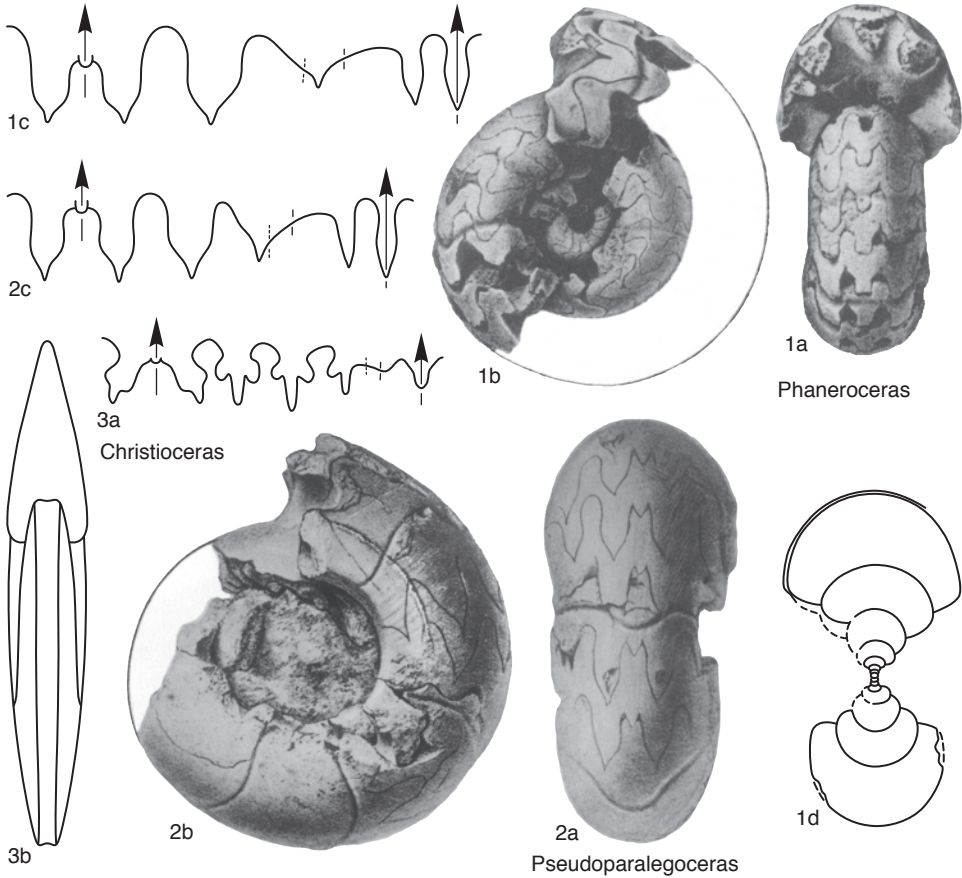 1c
2c
3a
Christioceras
1b
1a
Phaneroceras
3b
2b
2a
Pseudoparalegoceras
1d